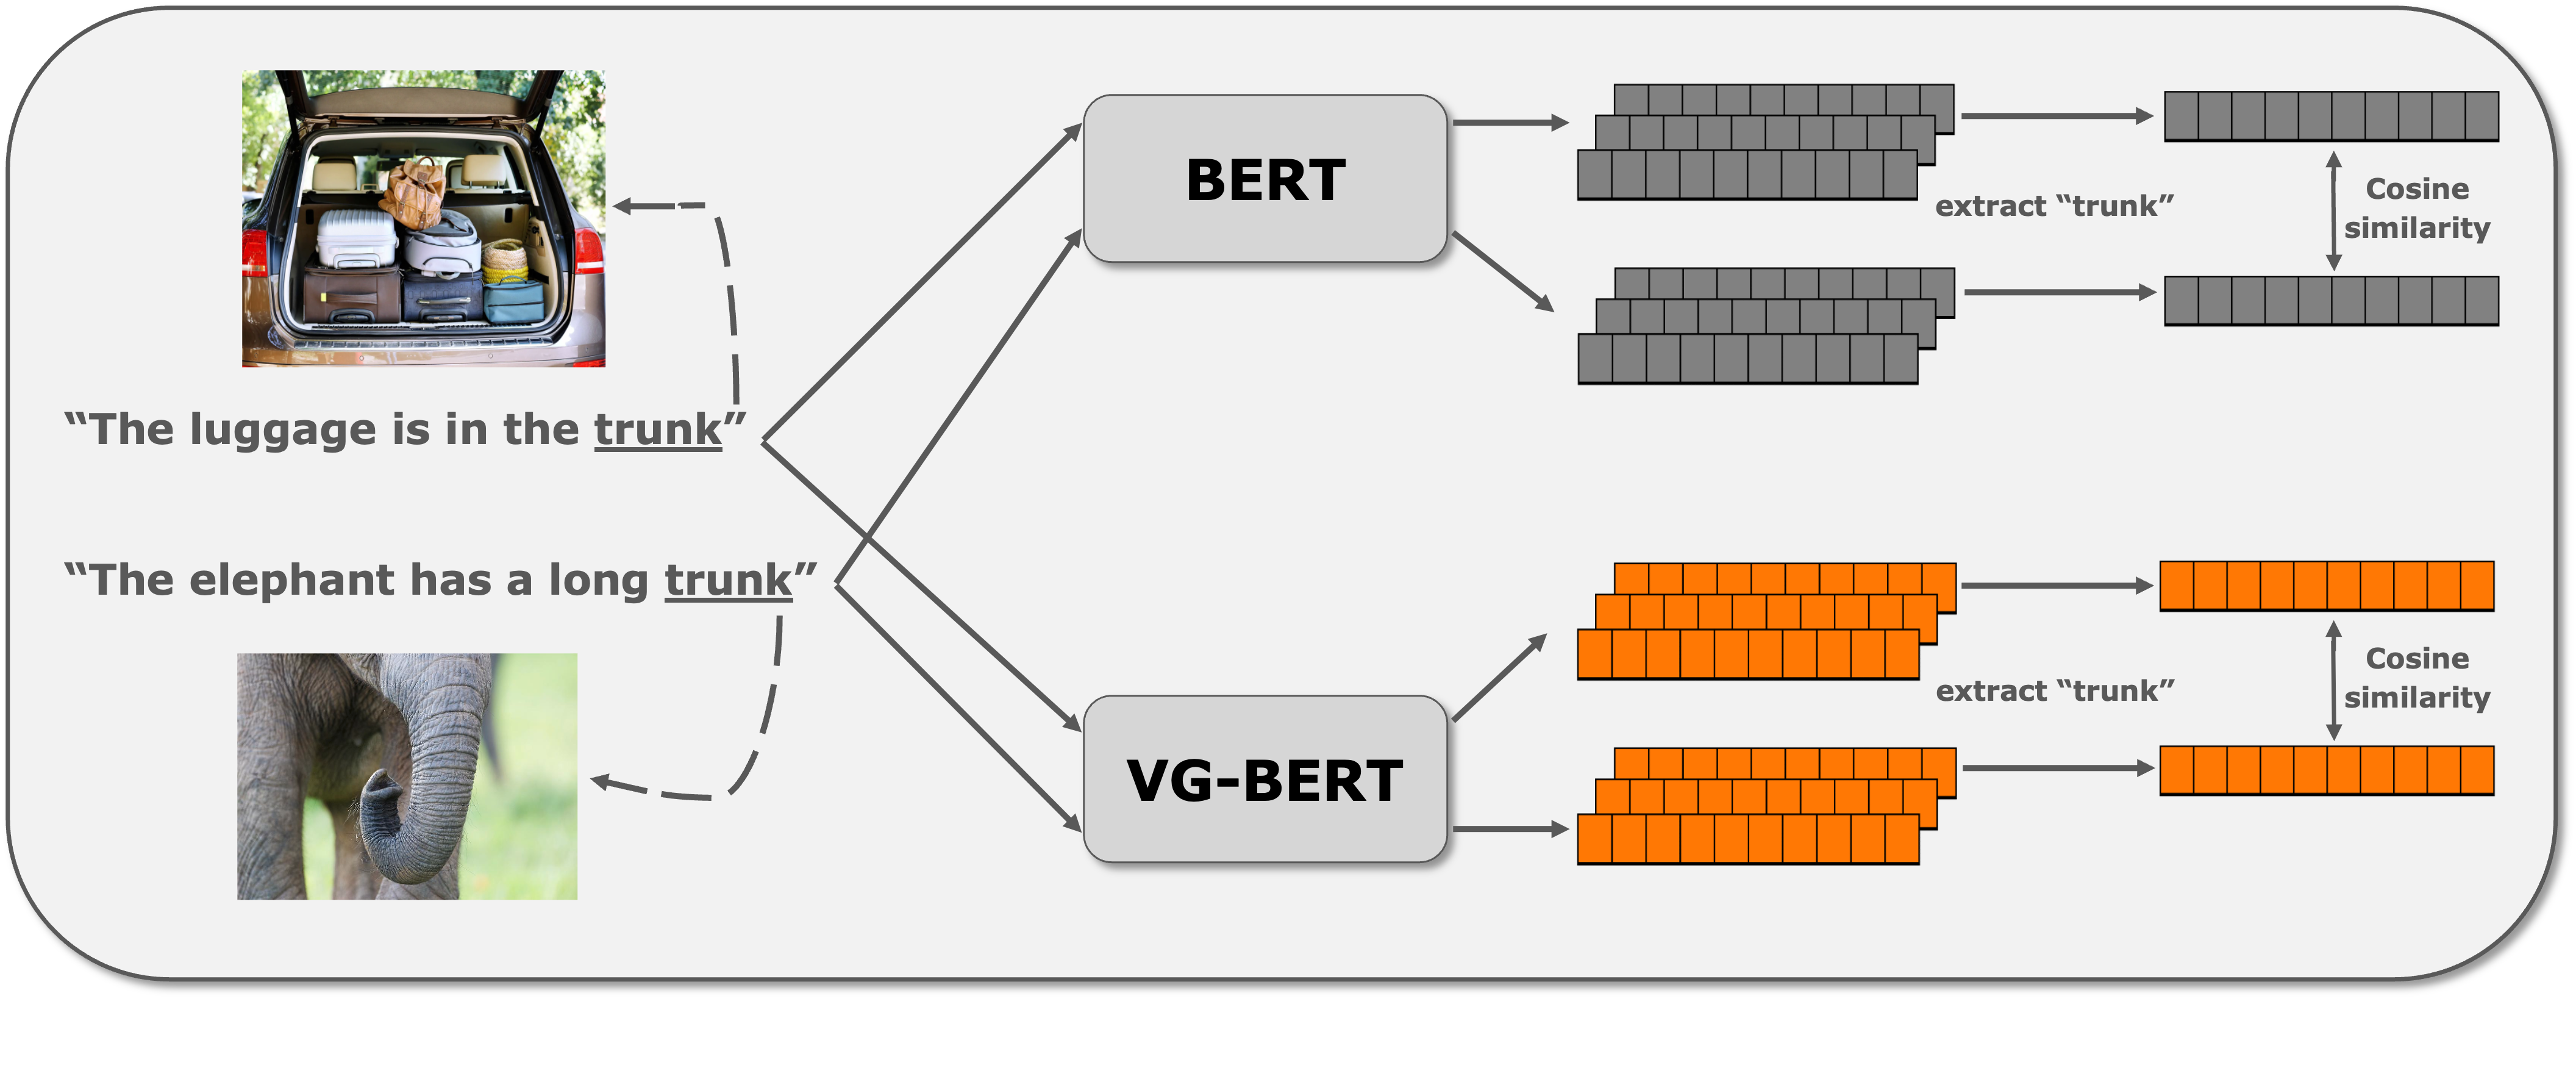 “The luggage is in the trunk”
“The elephant has a long trunk”
BERT
VG-BERT
extract “trunk”
Cosine
similarity
extract “trunk”
Cosine
similarity